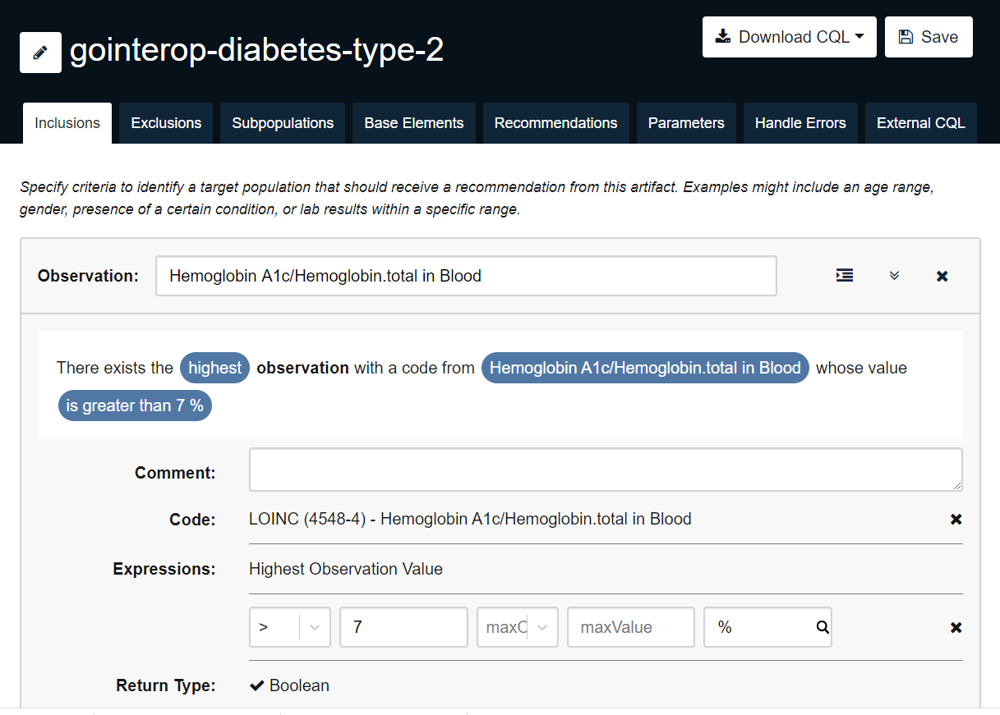 gointerop-diabetes-type-2
Download CQL
Save
Inclusions
Exclusions
Subpopulations
Base Elements
Recommendations
Parameters
Handle Errors
External CQL
Specify criteria to identify a target population that should receive a recommendation from this artifact. Examples might include an age range,
gender, presence of a certain condition, or lab results within a specific range.
Observation: Hemoglobin A1c/Hemoglobin.total in Blood
There exists the highest observation with a code from Hemoglobin A1c/Hemoglobin.total in Blood whose value
is greater than 7 %
Comment:
Code: LOINC (4548-4) - Hemoglobin A1c/Hemoglobin.total in Blood
Expressions: Highest Observation Value
> 7 maxC maxValue %
Return Type: Boolean